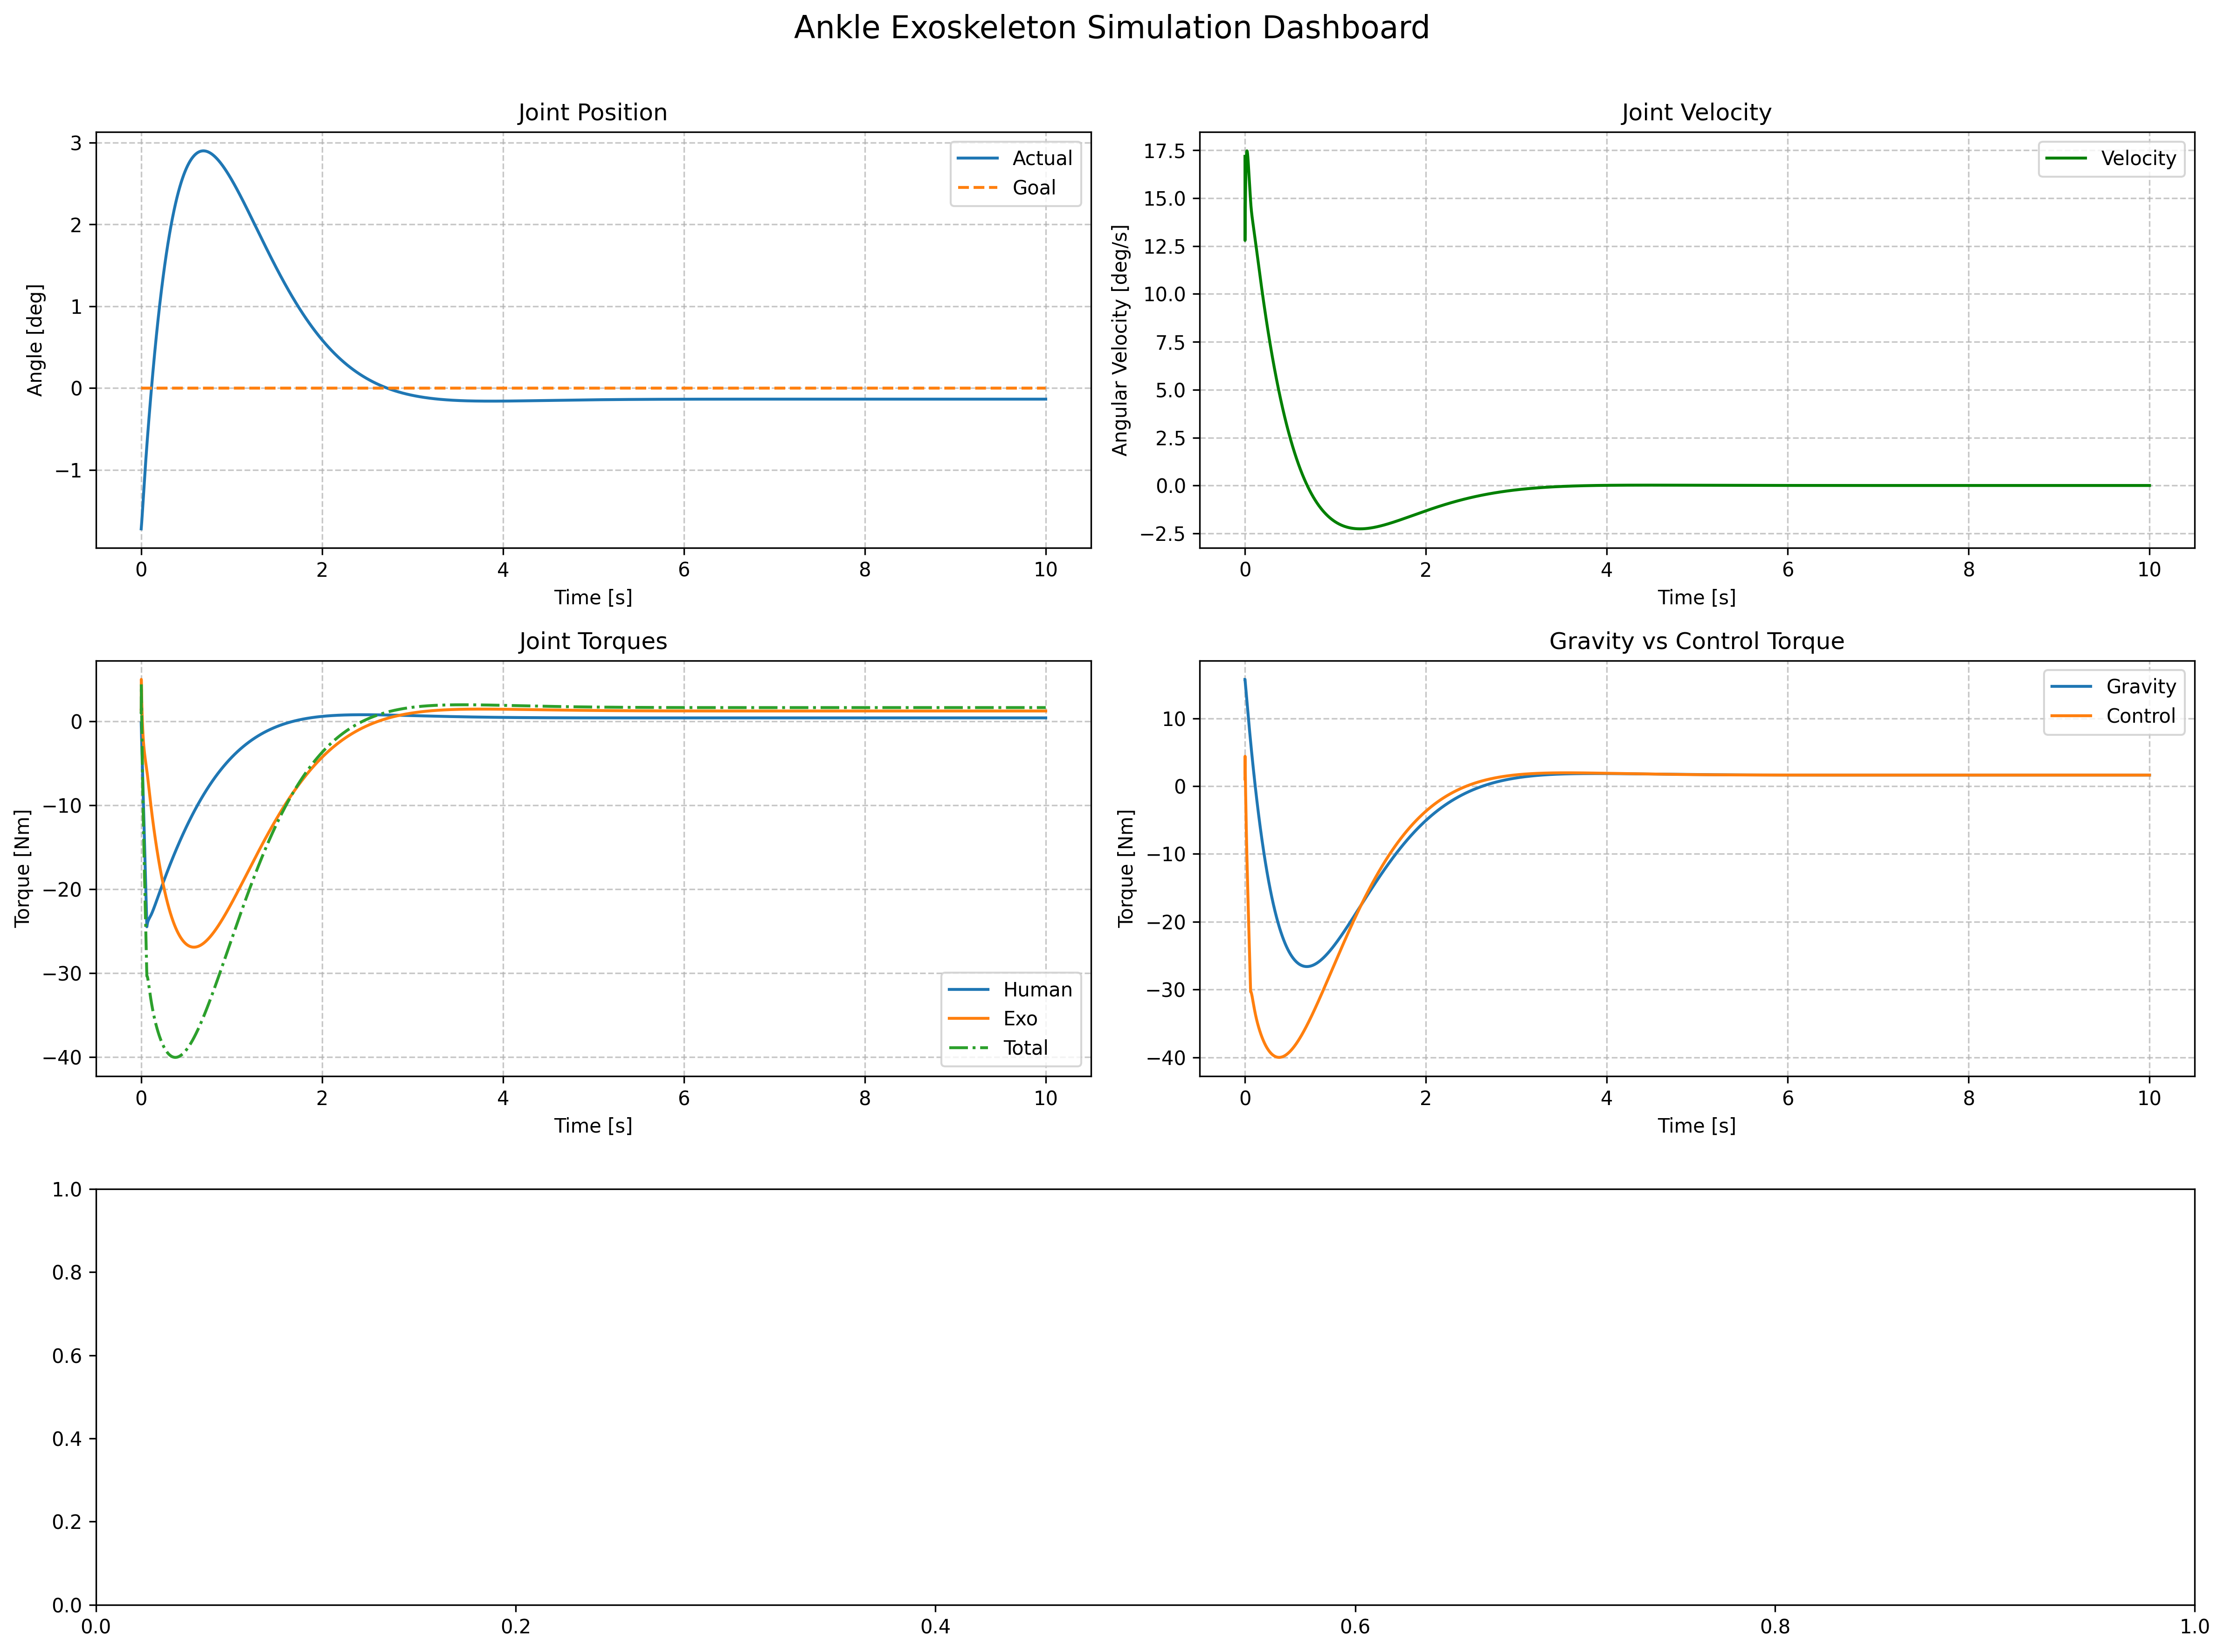 Ankle Exoskeleton Simulation Dashboard
Joint Position
Angle [deg]
3
2
1
0
−1
Actual
Goal
0 2 4 6 8 10
Time [s]
Joint Velocity
Angular Velocity [deg/s]
17.5
15.0
12.5
10.0
7.5
5.0
2.5
0.0
−2.5
Velocity
0 2 4 6 8 10
Time [s]
Joint Torques
Torque [Nm]
0
−10
−20
−30
−40
Human
Exo
Total
0 2 4 6 8 10
Time [s]
Gravity vs Control Torque
Torque [Nm]
10
0
−10
−20
−30
−40
Gravity
Control
0 2 4 6 8 10
Time [s]
1.0
0.8
0.6
0.4
0.2
0.0
0.0 0.2 0.4 0.6 0.8 1.0